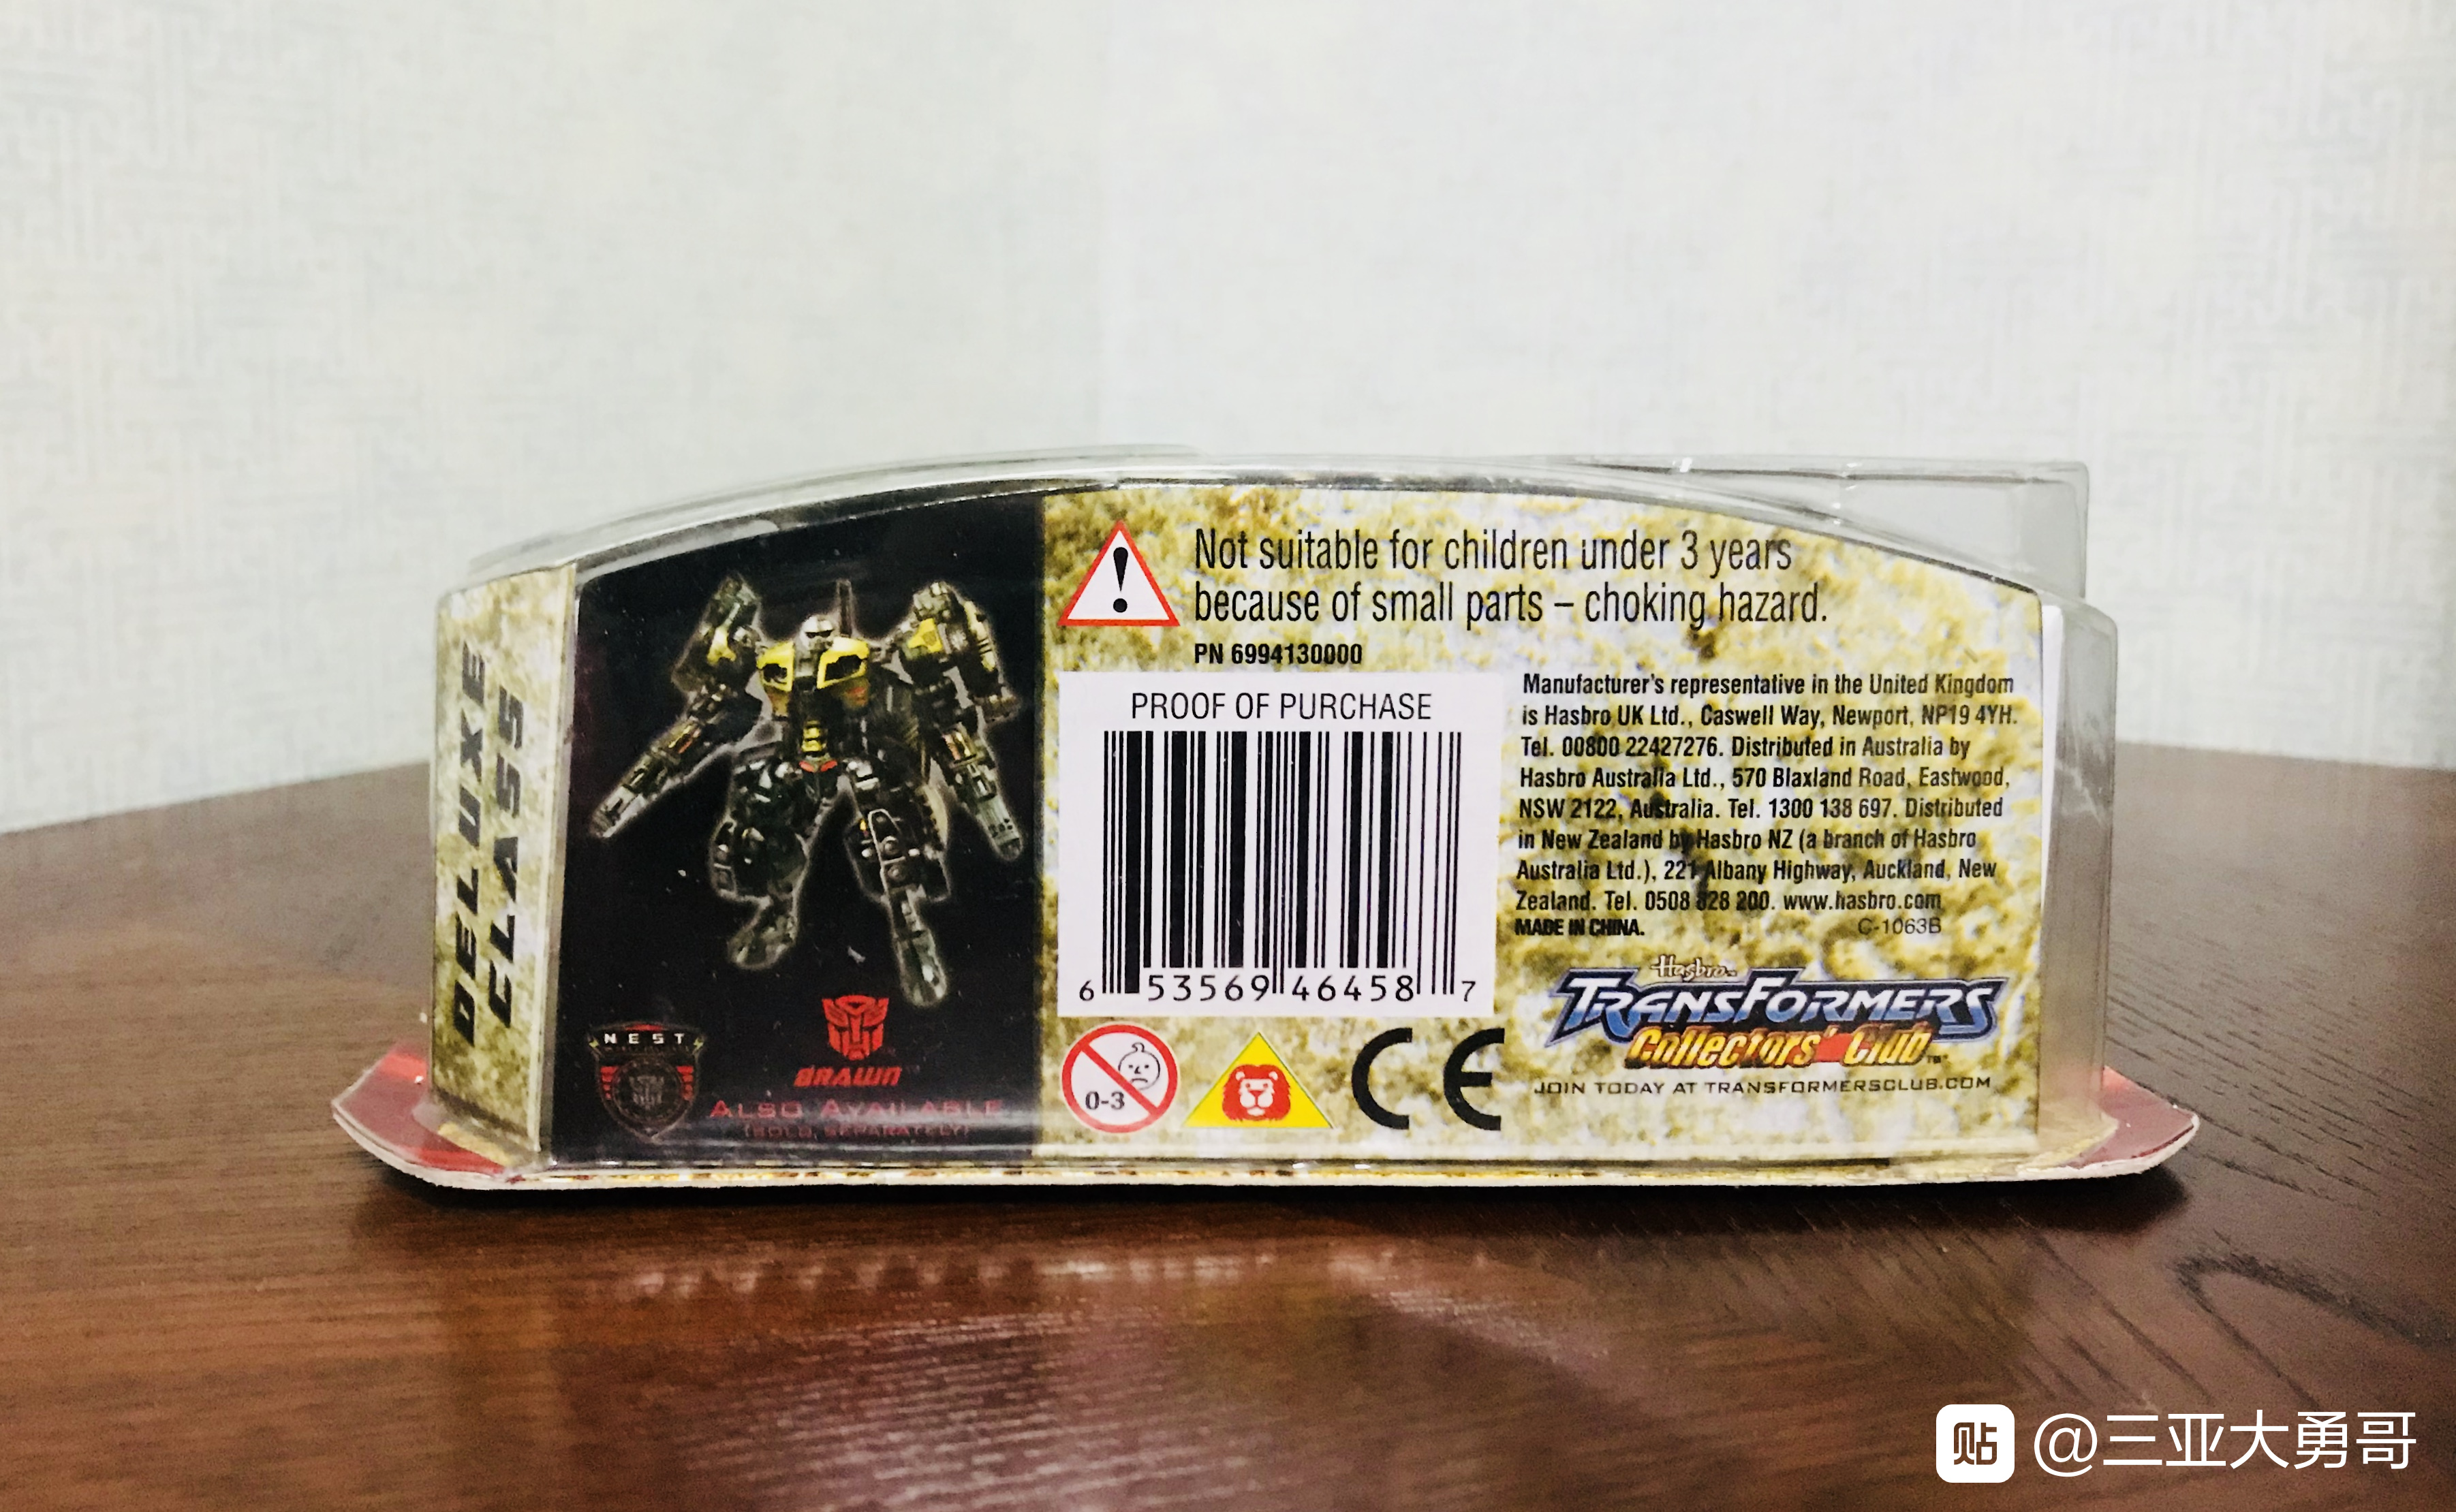 DELUXE
CLASS
NEST
BRAWN
ALSO AVAILABLE
(SOLD SEPARATELY)
Not suitable for children under 3 years
because of small parts – choking hazard.
PN 6994130000
PROOF OF PURCHASE
6 53569 46458 7
0-3
CE
Manufacturer's representative in the United Kingdom
is Hasbro UK Ltd., Caswell Way, Newport, NP19 4YH.
Tel. 00800 22427276. Distributed in Australia by
Hasbro Australia Ltd., 570 Blaxland Road, Eastwood,
NSW 2122, Australia. Tel. 1300 138 697. Distributed
in New Zealand by Hasbro NZ (a branch of Hasbro
Australia Ltd.), 221 Albany Highway, Auckland, New
Zealand. Tel. 0508 828 200. www.hasbro.com
MADE IN CHINA. C-1063B
Hasbro
TRANSFORMERS
Collectors' Club™
JOIN TODAY AT TRANSFORMERSCLUB.COM
贴 @三亚大勇哥